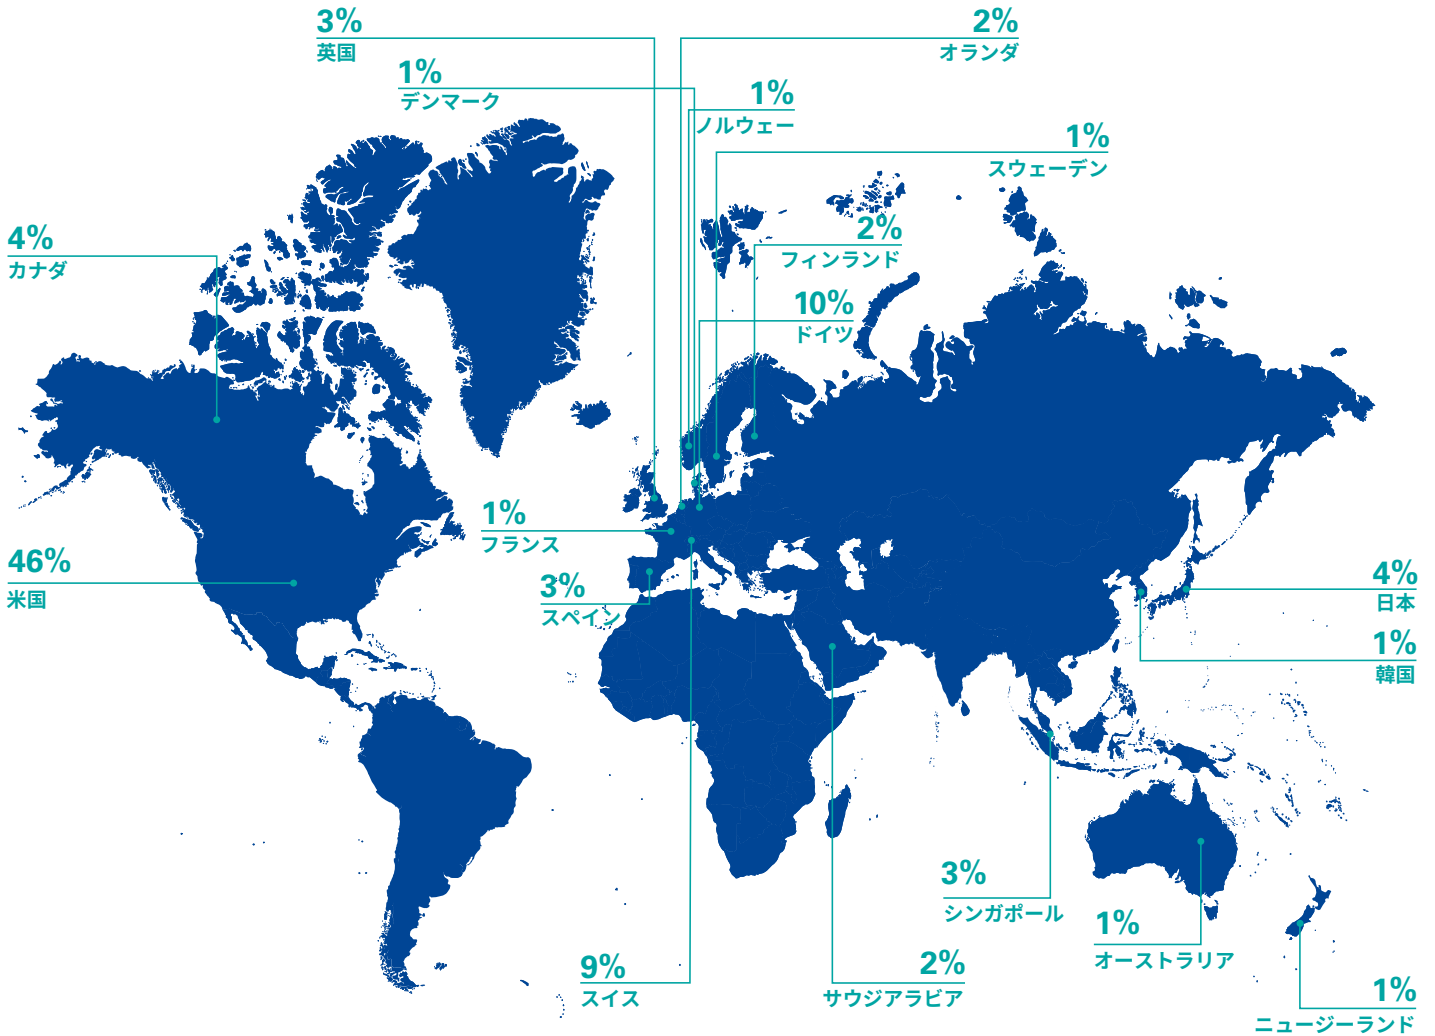 3%
英国
2%
オランダ
1%
デンマーク
1%
ノルウェー
1%
スウェーデン
4%
カナダ
2%
フィンランド
10%
ドイツ
1%
フランス
46%
米国
3%
スペイン
4%
日本
1%
韓国
3%
シンガポール
1%
オーストラリア
9%
スイス
2%
サウジアラビア
1%
ニュージーランド